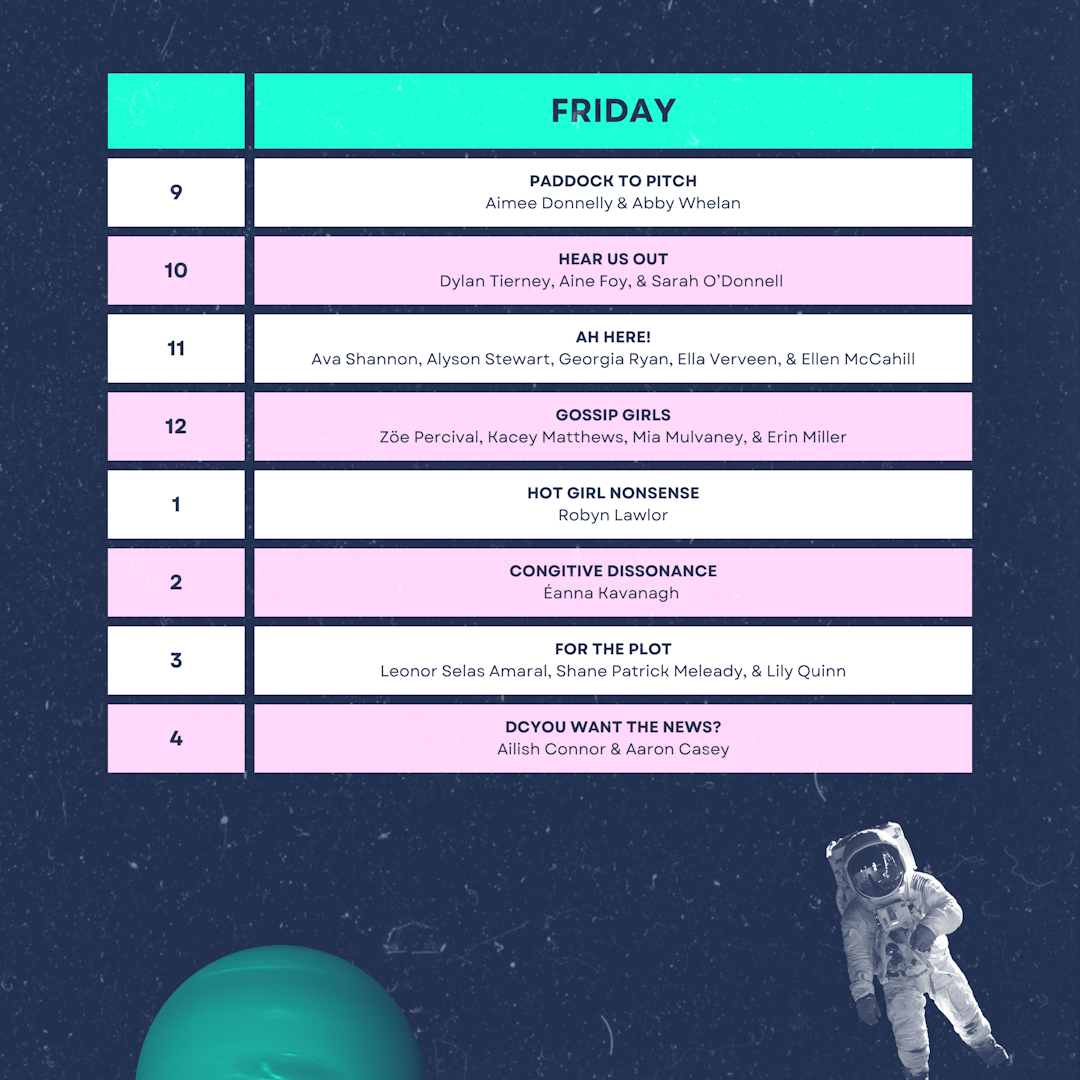 FRIDAY
9
PADDOCK TO PITCH
Aimee Donnelly & Abby Whelan
10
HEAR US OUT
Dylan Tierney, Aine Foy, & Sarah O’Donnell
11
AH HERE!
Ava Shannon, Alyson Stewart, Georgia Ryan, Ella Verveen, & Ellen McCahill
12
GOSSIP GIRLS
Zöe Percival, Kacey Matthews, Mia Mulvaney, & Erin Miller
1
HOT GIRL NONSENSE
Robyn Lawlor
2
CONGITIVE DISSONANCE
Éanna Kavanagh
3
FOR THE PLOT
Leonor Selas Amaral, Shane Patrick Meleady, & Lily Quinn
4
DCYOU WANT THE NEWS?
Ailish Connor & Aaron Casey